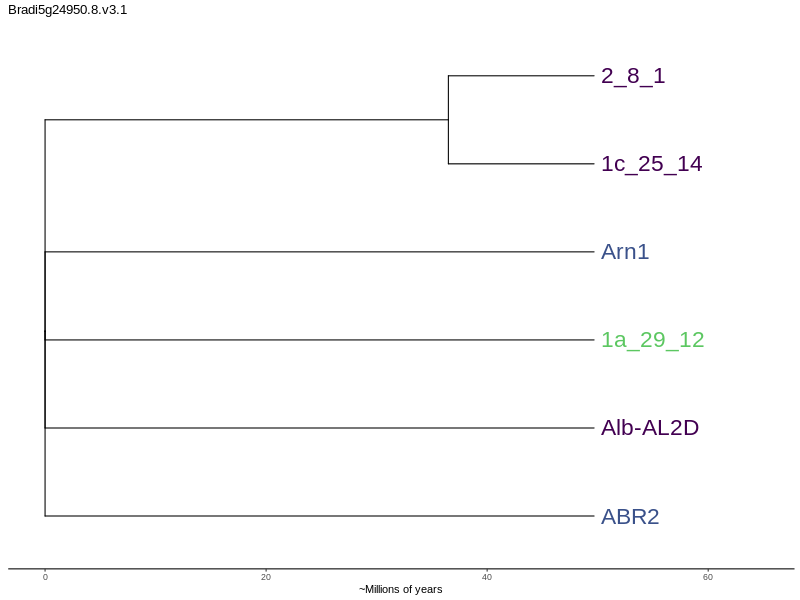 Bradi5g24950.8.v3.1
2_8_1
1c_25_14
Arn1
1a_29_12
Alb-AL2D
ABR2
0 20 40 60
~Millions of years